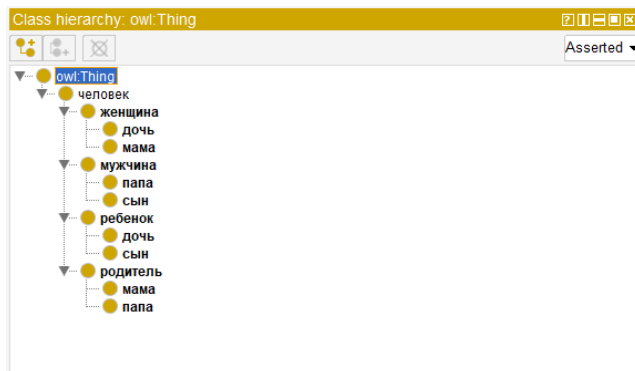 Class hierarchy: owl:Thing
Asserted
owl:Thing
человек
женщина
дочь
мама
мужчина
папа
сын
ребенок
дочь
сын
родитель
мама
папа